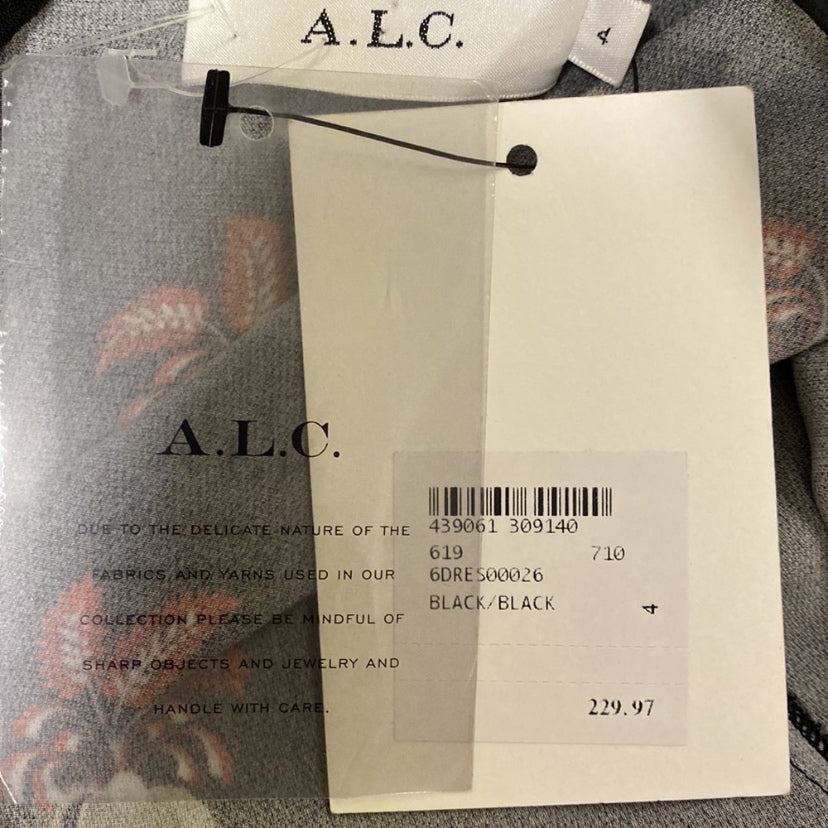 A.L.C.
4
A.L.C.
DUE TO THE DELICATE NATURE OF THE
FABRICS AND YARNS USED IN OUR
COLLECTION PLEASE BE MINDFUL OF
SHARP OBJECTS AND JEWELRY AND
HANDLE WITH CARE.
439061 309140
619 710
6DRES00026
BLACK/BLACK 4
229.97